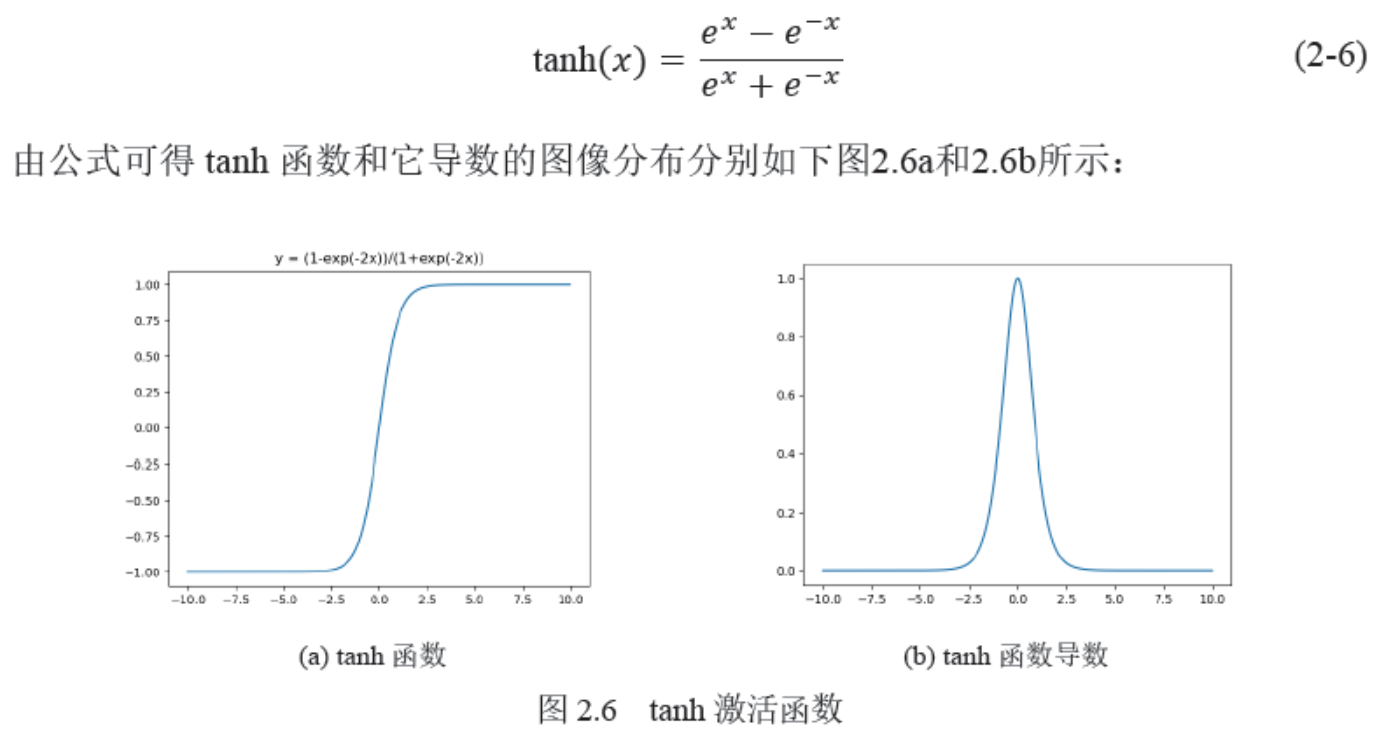 tanh(x) = (e^x − e^−x)/(e^x + e^−x) (2-6)
由公式可得 tanh 函数和它导数的图像分布分别如下图2.6a和2.6b所示：
y = (1-exp(-2x))/(1+exp(-2x))
1.00
0.75
0.50
0.25
0.00
−0.25
−0.50
−0.75
−1.00
−10.0 −7.5 −5.0 −2.5 0.0 2.5 5.0 7.5 10.0
(a) tanh 函数
1.0
0.8
0.6
0.4
0.2
0.0
−10.0 −7.5 −5.0 −2.5 0.0 2.5 5.0 7.5 10.0
(b) tanh 函数导数
图 2.6 tanh 激活函数